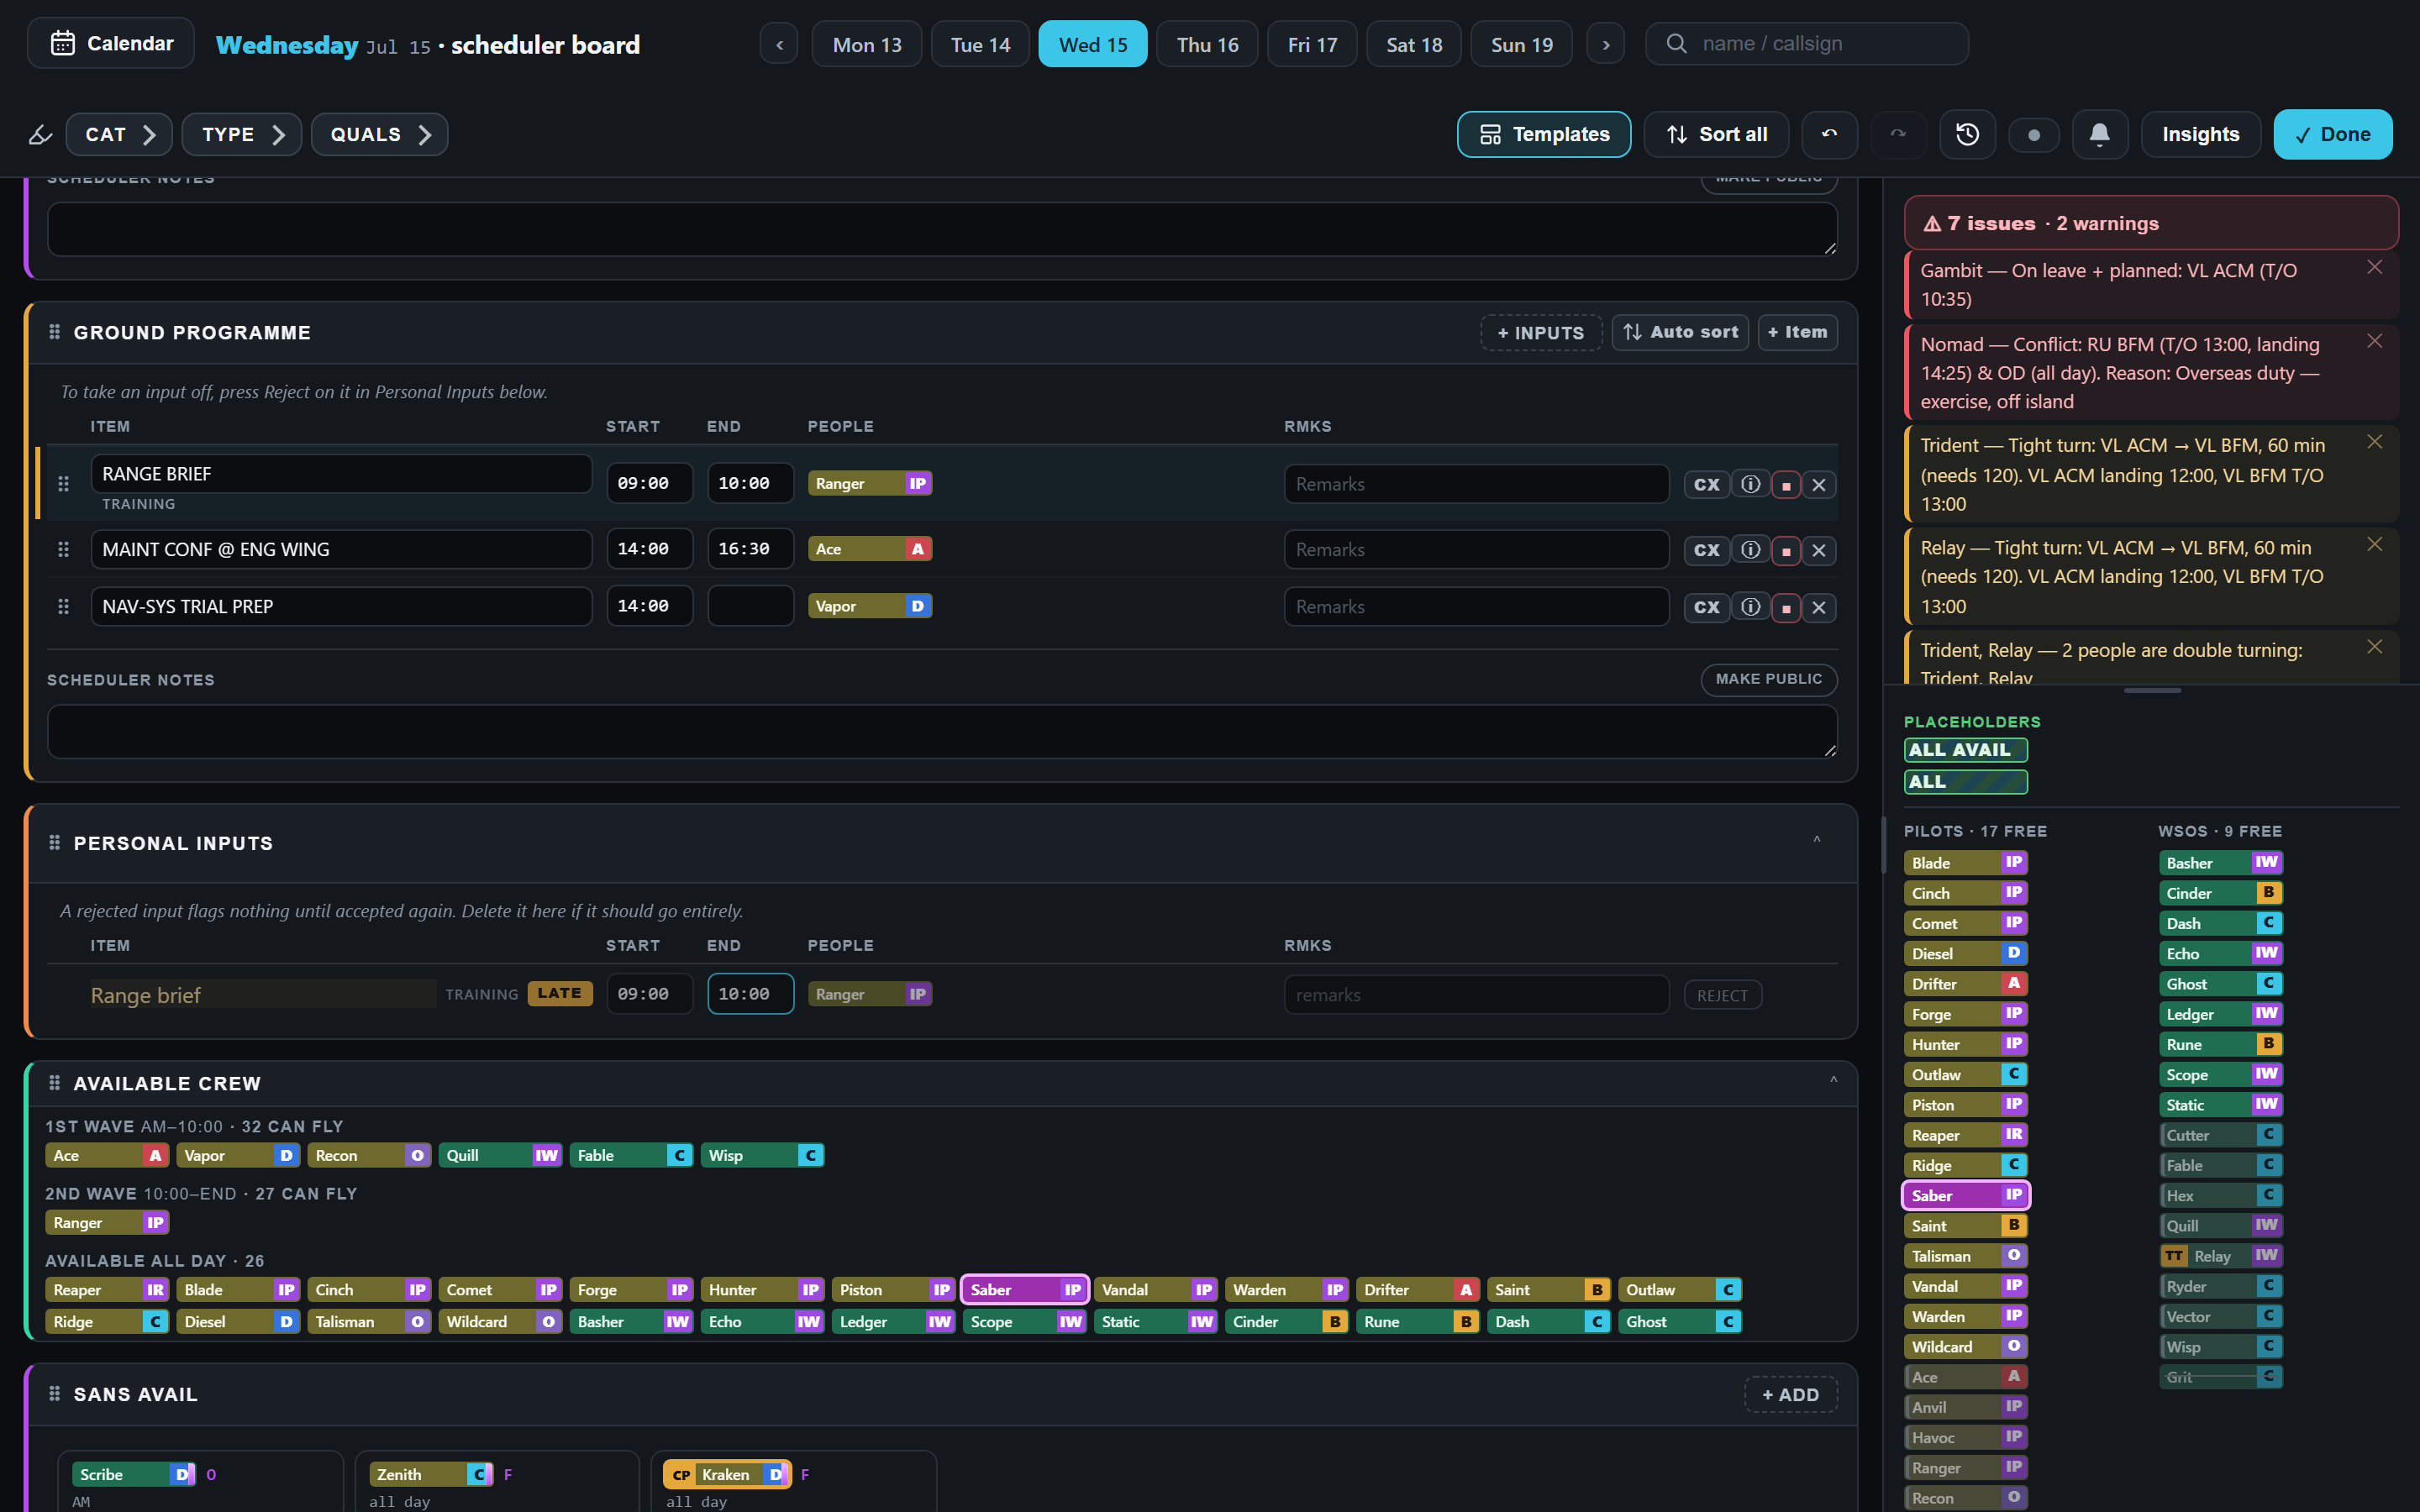 Calendar
Wednesday Jul 15 · scheduler board
‹ Mon 13 Tue 14 Wed 15 Thu 16 Fri 17 Sat 18 Sun 19 ›
name / callsign
CAT TYPE QUALS
Templates Sort all Insights ✓ Done
SCHEDULER NOTES MAKE PUBLIC
GROUND PROGRAMME + INPUTS Auto sort + Item
To take an input off, press Reject on it in Personal Inputs below.
ITEM START END PEOPLE RMKS
RANGE BRIEF 09:00 10:00 Ranger IP Remarks CX
TRAINING
MAINT CONF @ ENG WING 14:00 16:30 Ace A Remarks CX
NAV-SYS TRIAL PREP 14:00 Vapor D Remarks CX
SCHEDULER NOTES MAKE PUBLIC
PERSONAL INPUTS
A rejected input flags nothing until accepted again. Delete it here if it should go entirely.
ITEM START END PEOPLE RMKS
Range brief TRAINING LATE 09:00 10:00 Ranger IP remarks REJECT
AVAILABLE CREW
1ST WAVE AM–10:00 · 32 CAN FLY
Ace A Vapor D Recon O Quill IW Fable C Wisp C
2ND WAVE 10:00–END · 27 CAN FLY
Ranger IP
AVAILABLE ALL DAY · 26
Reaper IR Blade IP Cinch IP Comet IP Forge IP Hunter IP Piston IP Saber IP Vandal IP Warden IP Drifter A Saint B Outlaw C
Ridge C Diesel D Talisman O Wildcard O Basher IW Echo IW Ledger IW Scope IW Static IW Cinder B Rune B Dash C Ghost C
SANS AVAIL + ADD
Scribe D O
AM
Zenith C F
all day
CP Kraken D F
all day
⚠ 7 issues · 2 warnings
Gambit — On leave + planned: VL ACM (T/O
10:35)
Nomad — Conflict: RU BFM (T/O 13:00, landing
14:25) & OD (all day). Reason: Overseas duty —
exercise, off island
Trident — Tight turn: VL ACM → VL BFM, 60 min
(needs 120). VL ACM landing 12:00, VL BFM T/O
13:00
Relay — Tight turn: VL ACM → VL BFM, 60 min
(needs 120). VL ACM landing 12:00, VL BFM T/O
13:00
Trident, Relay — 2 people are double turning:
Trident, Relay
PLACEHOLDERS
ALL AVAIL
ALL
PILOTS · 17 FREE
Blade IP
Cinch IP
Comet IP
Diesel D
Drifter A
Forge IP
Hunter IP
Outlaw C
Piston IP
Reaper IR
Ridge C
Saber IP
Saint B
Talisman O
Vandal IP
Warden IP
Wildcard O
Ace A
Anvil IP
Havoc IP
Ranger IP
Recon O
WSOS · 9 FREE
Basher IW
Cinder B
Dash C
Echo IW
Ghost C
Ledger IW
Rune B
Scope IW
Static IW
Cutter C
Fable C
Hex C
Quill IW
TT Relay IW
Ryder C
Vector C
Wisp C
Grit C